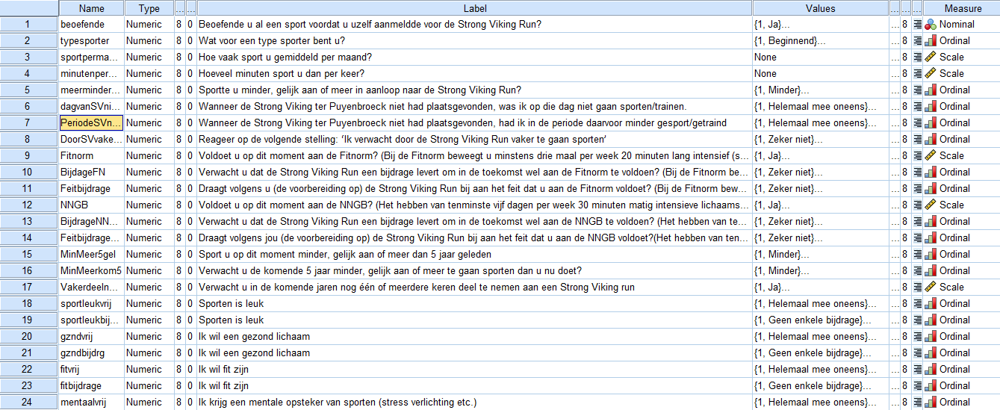 Name Type ... ... Label Values ... ... ... Measure
1 beoefende Numeric 8 0 Beoefende u al een sport voordat u uzelf aanmeldde voor de Strong Viking Run? {1, Ja}... ... 8 Nominal
2 typesporter Numeric 8 0 Wat voor een type sporter bent u? {1, Beginnend}... ... 8 Ordinal
3 sportperma... Numeric 8 0 Hoe vaak sport u gemiddeld per maand? None ... 8 Scale
4 minutenper... Numeric 8 0 Hoeveel minuten sport u dan per keer? None ... 8 Scale
5 meerminder... Numeric 8 0 Sportte u minder, gelijk aan of meer in aanloop naar de Strong Viking Run? {1, Minder}... ... 8 Ordinal
6 dagvanSVni... Numeric 8 0 Wanneer de Strong Viking ter Puyenbroeck niet had plaatsgevonden, was ik op die dag niet gaan sporten/trainen. {1, Helemaal mee oneens}... ... 8 Ordinal
7 PeriodeSVn... Numeric 8 0 Wanneer de Strong Viking ter Puyenbroeck niet had plaatsgevonden, had ik in de periode daarvoor minder gesport/getraind {1, Helemaal mee oneens}... ... 8 Ordinal
8 DoorSVvake... Numeric 8 0 Reageer op de volgende stelling: ‘Ik verwacht door de Strong Viking Run vaker te gaan sporten’ {1, Zeker niet}... ... 8 Ordinal
9 Fitnorm Numeric 8 0 Voldoet u op dit moment aan de Fitnorm? (Bij de Fitnorm beweegt u minstens drie maal per week 20 minuten lang intensief (s... {1, Ja}... ... 8 Scale
10 BijdageFN Numeric 8 0 Verwacht u dat de Strong Viking Run een bijdrage levert om in de toekomst wel aan de Fitnorm te voldoen? (Bij de Fitnorm be... {1, Zeker niet}... ... 8 Ordinal
11 Feitbijdrage Numeric 8 0 Draagt volgens u (de voorbereiding op) de Strong Viking Run bij aan het feit dat u aan de Fitnorm voldoet? (Bij de Fitnorm bew... {1, Zeker niet}... ... 8 Ordinal
12 NNGB Numeric 8 0 Voldoet u op dit moment aan de NNGB? (Het hebben van tenminste vijf dagen per week 30 minuten matig intensieve lichaams... {1, Ja}... ... 8 Scale
13 BijdrageNN... Numeric 8 0 Verwacht u dat de Strong Viking Run een bijdrage levert om in de toekomst wel aan de NNGB te voldoen? (Het hebben van te... {1, Zeker niet}... ... 8 Ordinal
14 Feitbijdrage... Numeric 8 0 Draagt volgens jou (de voorbereiding op) de Strong Viking Run bij aan het feit dat u aan de NNGB voldoet?(Het hebben van ten... {1, Zeker niet}... ... 8 Ordinal
15 MinMeer5gel Numeric 8 0 Sport u op dit moment minder, gelijk aan of meer dan 5 jaar geleden {1, Minder}... ... 8 Ordinal
16 MinMeerkom5 Numeric 8 0 Verwacht u de komende 5 jaar minder, gelijk aan of meer te gaan sporten dan u nu doet? {1, Minder}... ... 8 Ordinal
17 Vakerdeeln... Numeric 8 0 Verwacht u in de komende jaren nog één of meerdere keren deel te nemen aan een Strong Viking run {1, Ja}... ... 8 Scale
18 sportleukvrij Numeric 8 0 Sporten is leuk {1, Helemaal mee oneens}... ... 8 Ordinal
19 sportleukbij... Numeric 8 0 Sporten is leuk {1, Geen enkele bijdrage}... ... 8 Ordinal
20 gzndvrij Numeric 8 0 Ik wil een gezond lichaam {1, Helemaal mee oneens}... ... 8 Ordinal
21 gzndbijdrg Numeric 8 0 Ik wil een gezond lichaam {1, Geen enkele bijdrage}... ... 8 Ordinal
22 fitvrij Numeric 8 0 Ik wil fit zijn {1, Helemaal mee oneens}... ... 8 Ordinal
23 fitbijdrage Numeric 8 0 Ik wil fit zijn {1, Geen enkele bijdrage}... ... 8 Ordinal
24 mentaalvrij Numeric 8 0 Ik krijg een mentale opsteker van sporten (stress verlichting etc.) {1, Helemaal mee oneens}... ... 8 Ordinal